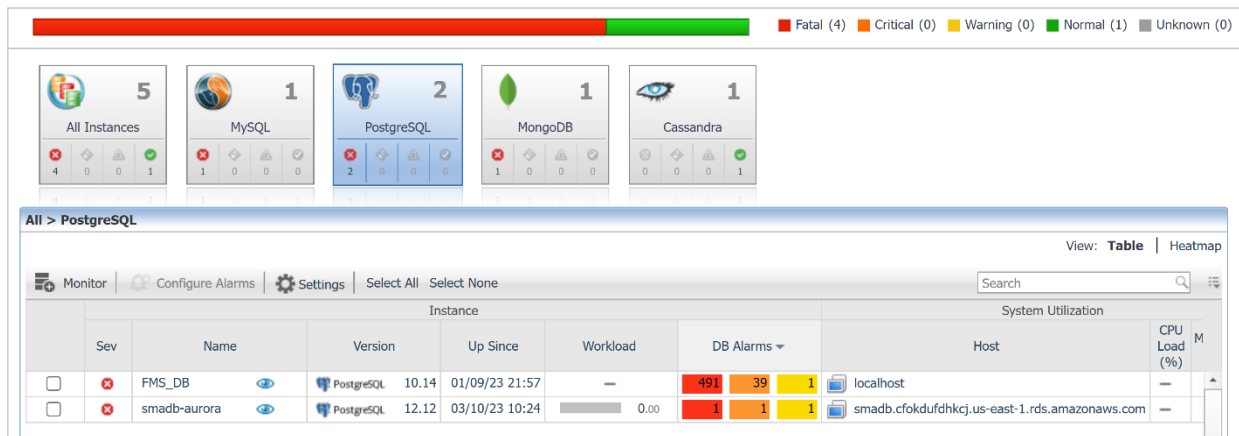 Fatal (4) Critical (0) Warning (0) Normal (1) Unknown (0)
5 1 2 1 1
All Instances MySQL PostgreSQL MongoDB Cassandra
4 0 0 1 1 0 0 0 2 0 0 0 1 0 0 0 0 0 0 1
All > PostgreSQL
View: Table | Heatmap
Monitor Configure Alarms Settings Select All Select None Search
Instance System Utilization
Sev Name Version Up Since Workload DB Alarms Host CPU Load (%) M
FMS_DB PostgreSQL 10.14 01/09/23 21:57 — 491 39 1 localhost —
smadb-aurora PostgreSQL 12.12 03/10/23 10:24 0.00 1 1 1 smadb.cfokdufdhkcj.us-east-1.rds.amazonaws.com —